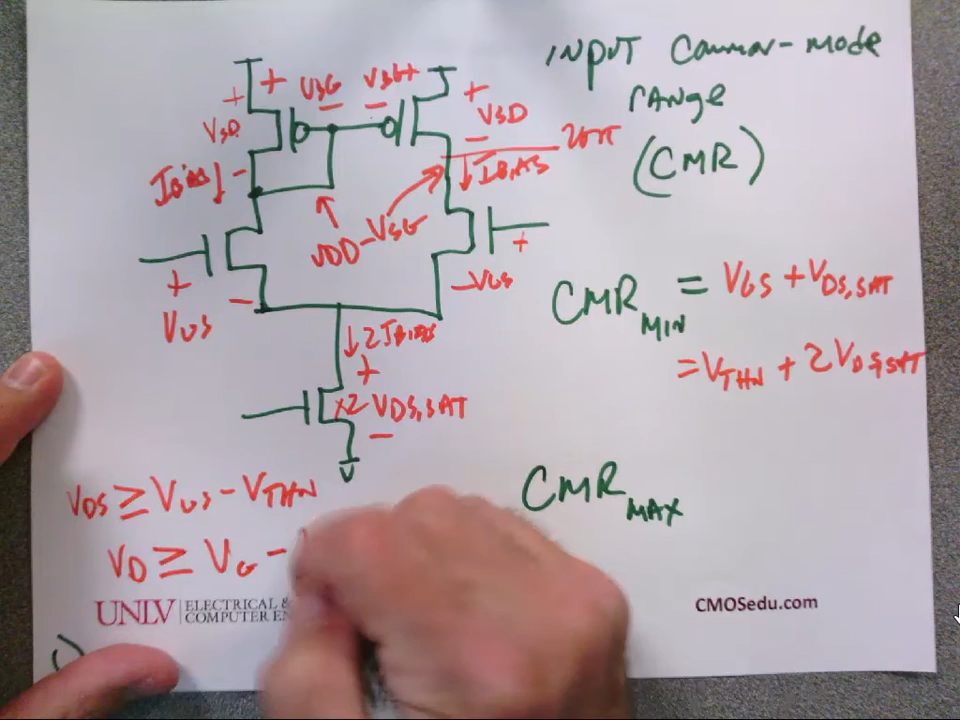 INPUT Common-mode
range
(CMR)
+ VSG - VSG +
+ VSD -
+ VSD -
IBIAS ↓
↓ IBIAS
VDD-VSG
+ VGS -
+ - VGS
↓ 2IBIAS
+
x2 VDS,SAT
-
CMR MIN = VGS + VDS,SAT
= VTHN + 2VDS,SAT
CMR MAX
VDS ≥ VGS - VTHN
VD ≥ VG -
UNLV | ELECTRICAL &
COMPUTER EN
CMOSedu.com